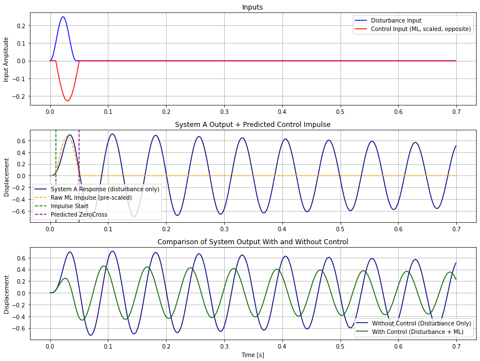 Inputs
Input Amplitude
0.2
0.1
0.0
−0.1
−0.2
Disturbance Input
Control Input (ML, scaled, opposite)
0.0
0.1
0.2
0.3
0.4
0.5
0.6
0.7
System A Output + Predicted Control Impulse
Displacement
0.6
0.4
0.2
0.0
−0.2
−0.4
−0.6
System A Response (disturbance only)
Raw ML Impulse (pre-scaled)
Impulse Start
Predicted ZeroCross
0.0
0.1
0.2
0.3
0.4
0.5
0.6
0.7
Comparison of System Output With and Without Control
Displacement
0.6
0.4
0.2
0.0
−0.2
−0.4
−0.6
Without Control (Disturbance Only)
With Control (Disturbance + ML)
0.0
0.1
0.2
0.3
0.4
0.5
0.6
0.7
Time [s]